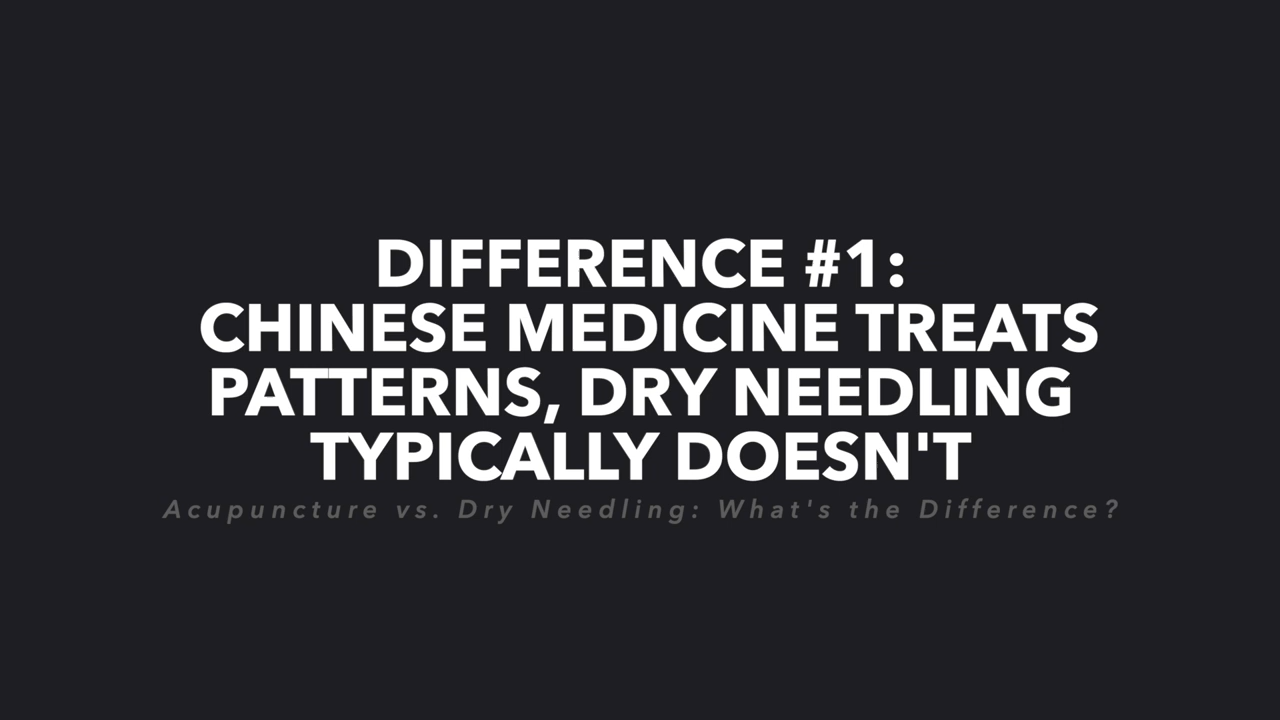 DIFFERENCE #1:
CHINESE MEDICINE TREATS
PATTERNS, DRY NEEDLING
TYPICALLY DOESN'T
Acupuncture vs. Dry Needling: What's the Difference?